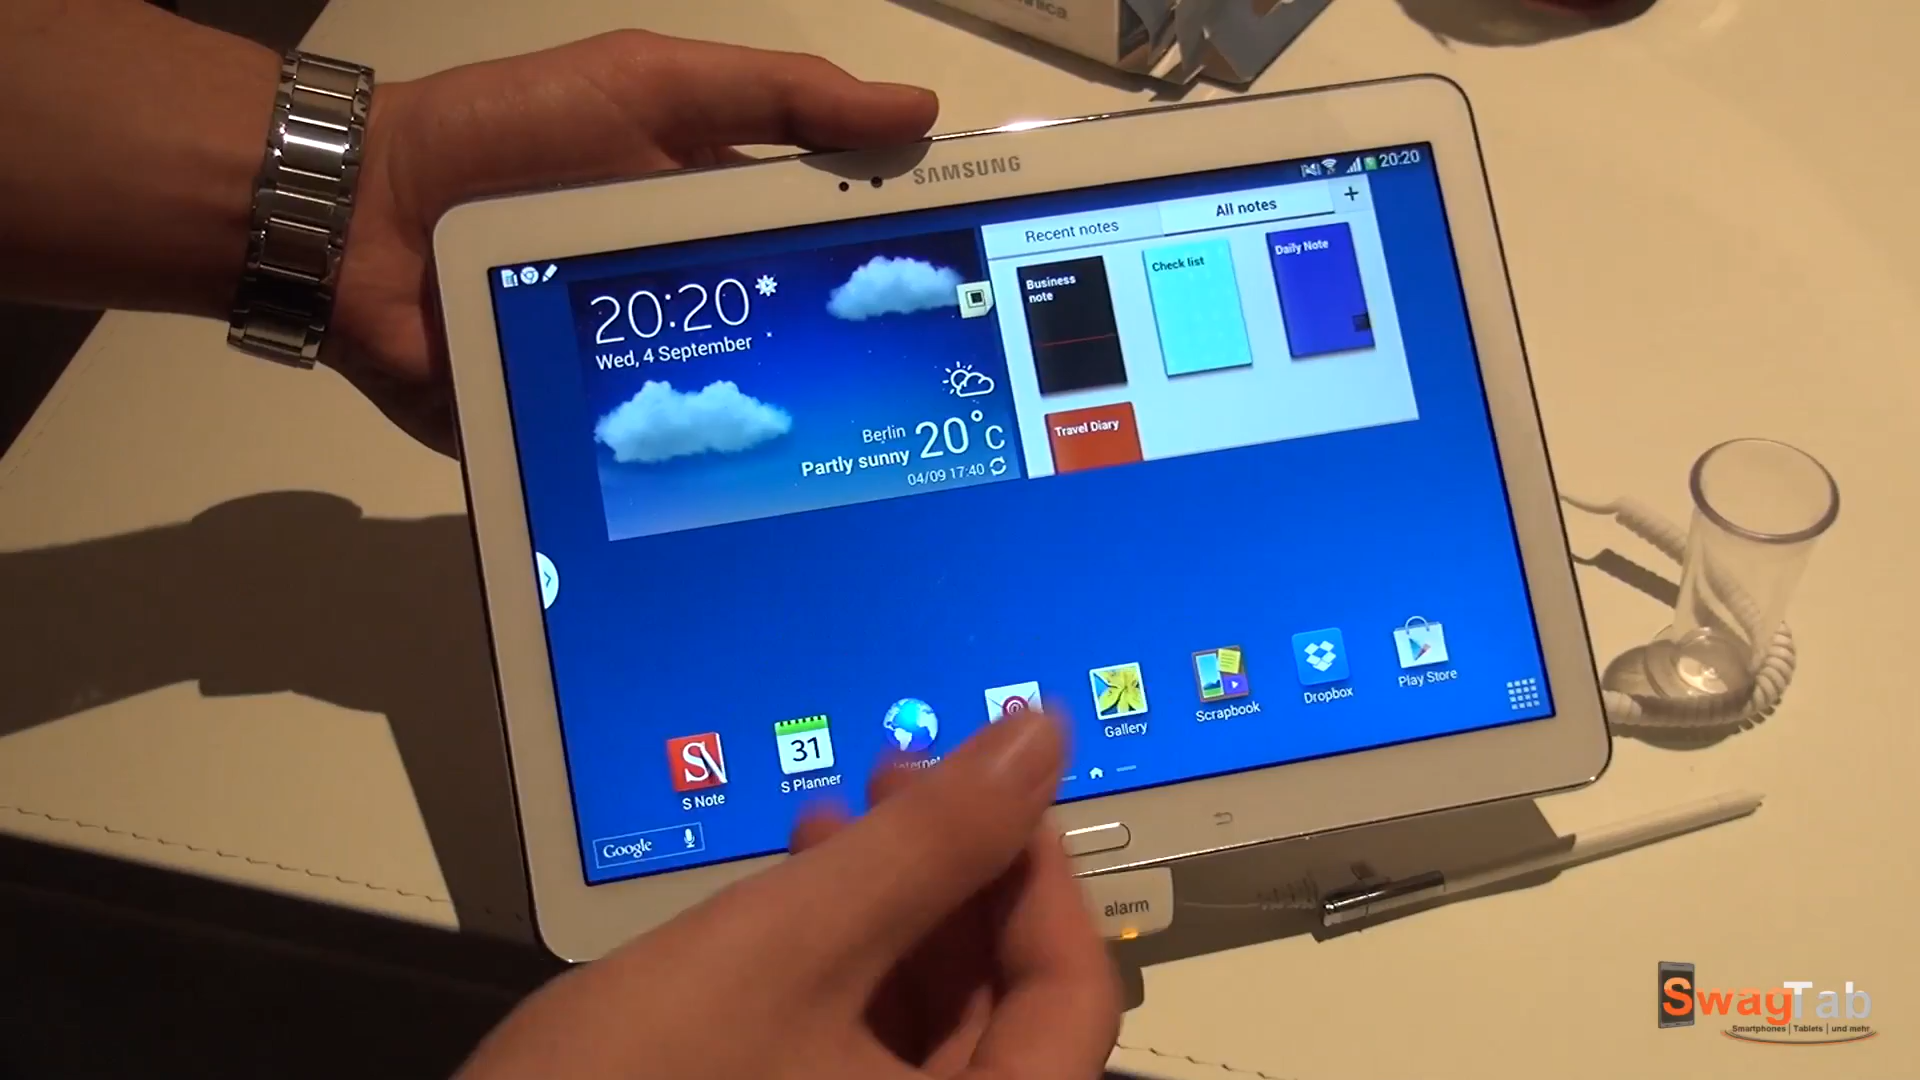 SAMSUNG
20:20
Recent notes
All notes
+
Business
note
Check list
Daily Note
Travel Diary
20:20
Wed, 4 September
Berlin
20°C
Partly sunny
04/09 17:40
S Note
31
S Planner
Internet
@
Gallery
Scrapbook
Dropbox
Play Store
Google
alarm
SwagTab
Smartphones | Tablets | und mehr